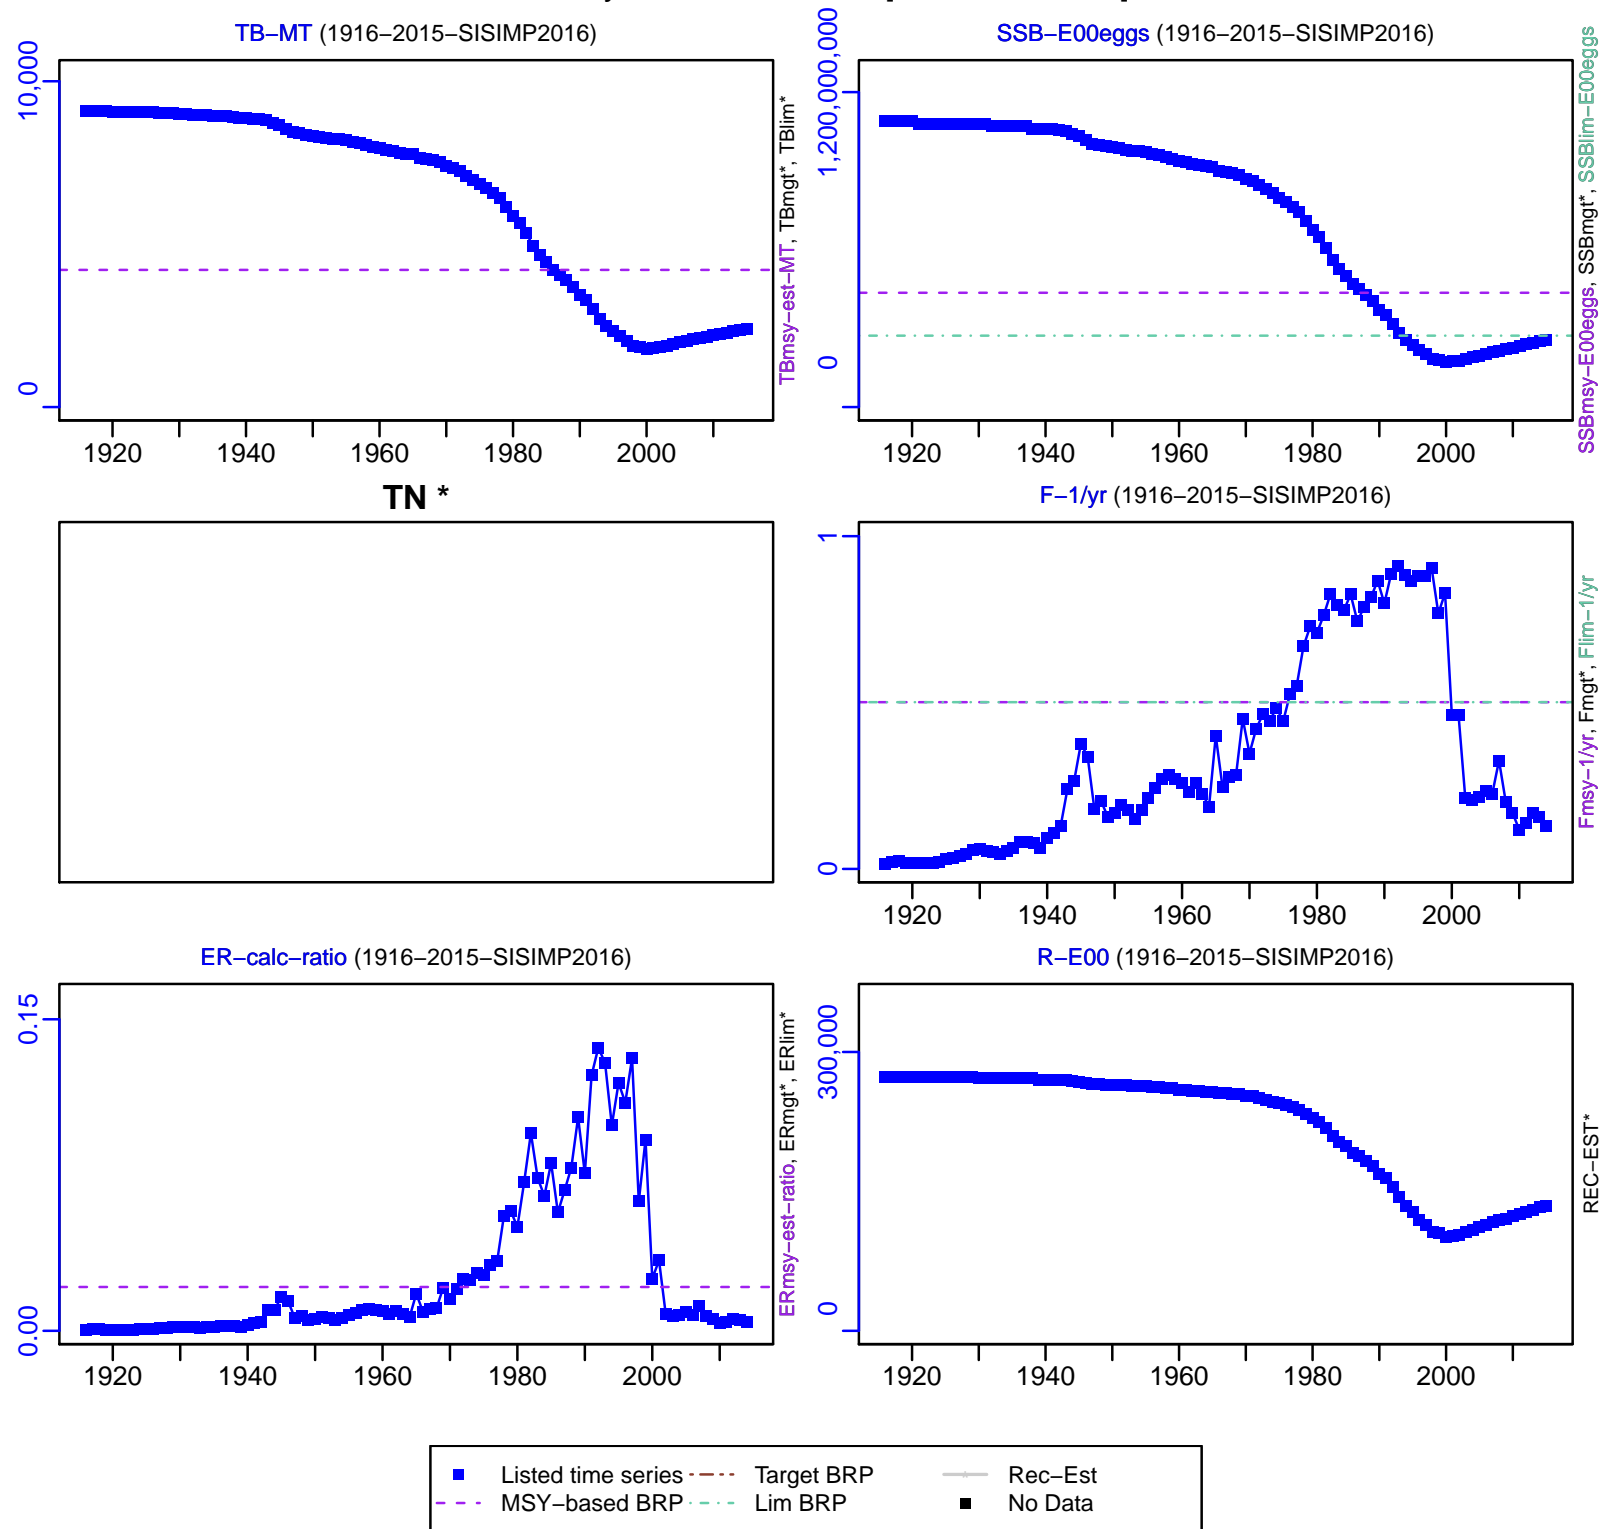 TB−MT (1916−2015−SISIMP2016)
10,000
0
1920 1940 1960 1980 2000
TBmsy−est−MT, TBmgt*, TBlim*
SSB−E00eggs (1916−2015−SISIMP2016)
1,200,000,000
0
1920 1940 1960 1980 2000
SSBmsy−E00eggs, SSBmgt*, SSBlim−E00eggs
TN *
F−1/yr (1916−2015−SISIMP2016)
1
0
1920 1940 1960 1980 2000
Fmsy−1/yr, Fmgt*, Flim−1/yr
ER−calc−ratio (1916−2015−SISIMP2016)
0.15
0.00
1920 1940 1960 1980 2000
ERmsy−est−ratio, ERmgt*, ERlim*
R−E00 (1916−2015−SISIMP2016)
300,000
0
1920 1940 1960 1980 2000
REC−EST*
Listed time series Target BRP Rec−Est
MSY−based BRP Lim BRP No Data